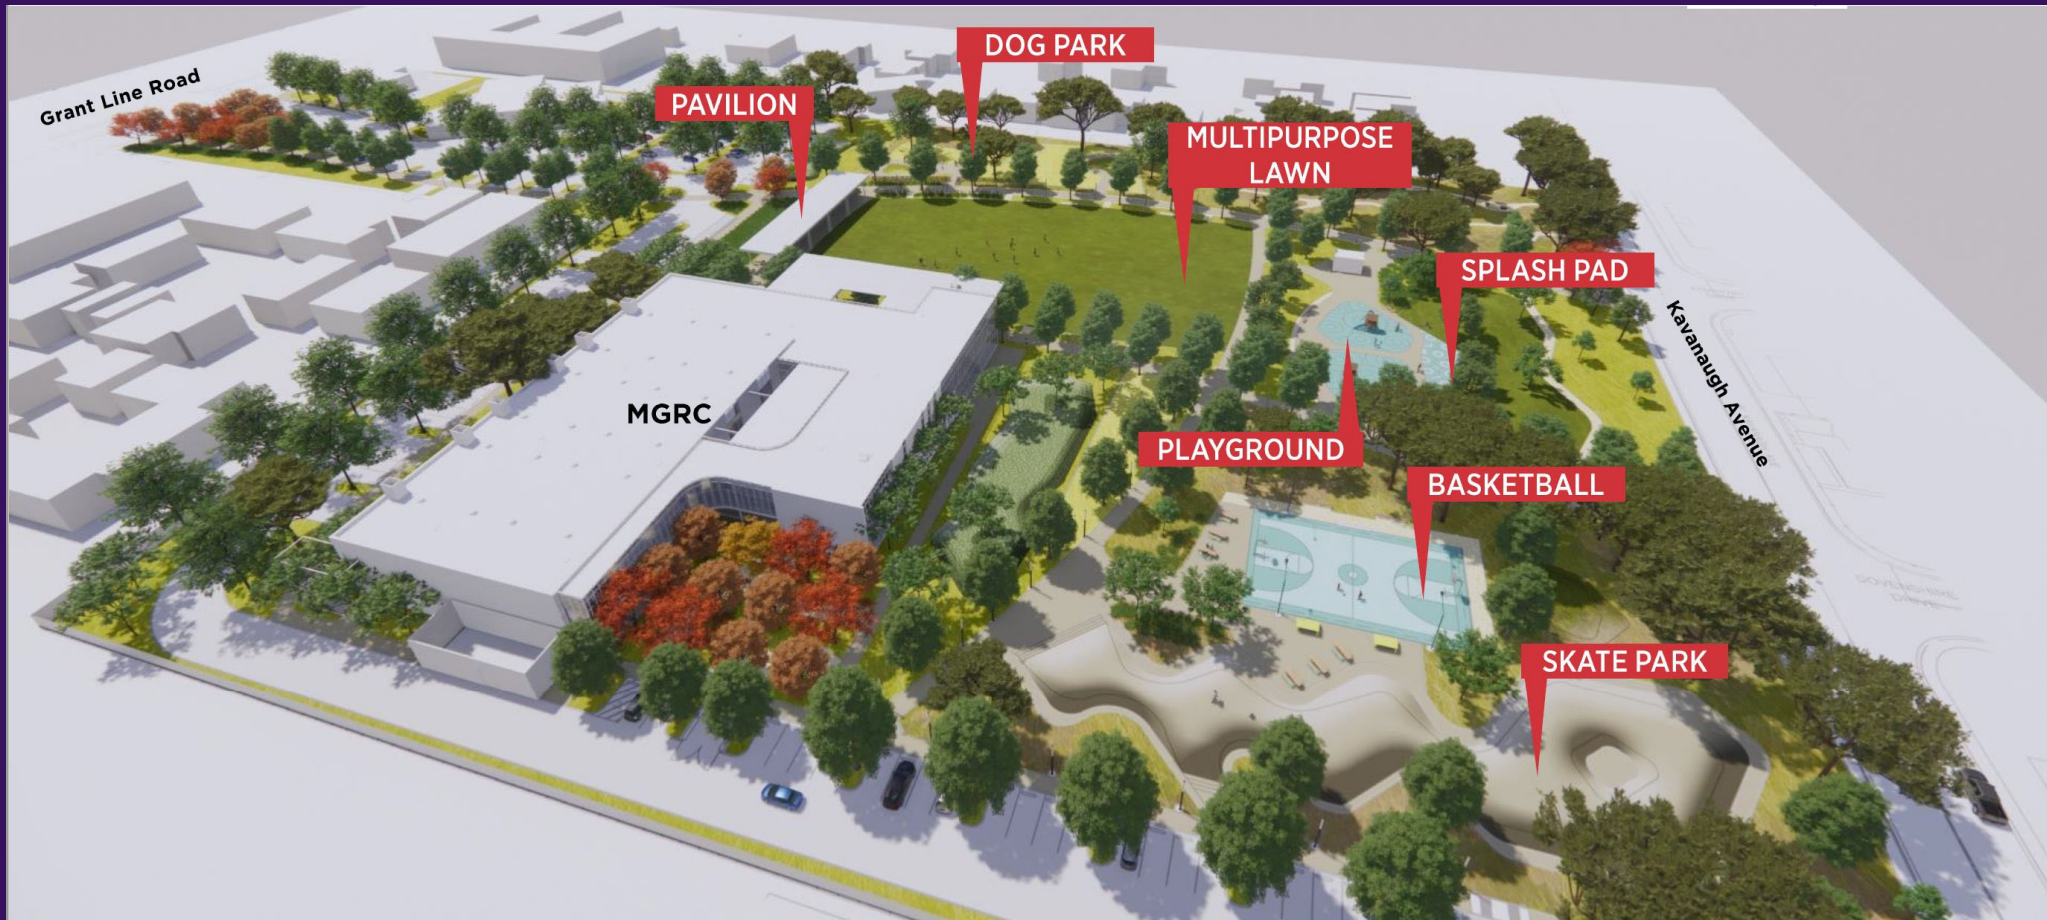 DOG PARK
Grant Line Road
PAVILION
MULTIPURPOSE
LAWN
SPLASH PAD
Kavanaugh Avenue
MGRC
PLAYGROUND
BASKETBALL
SKATE PARK